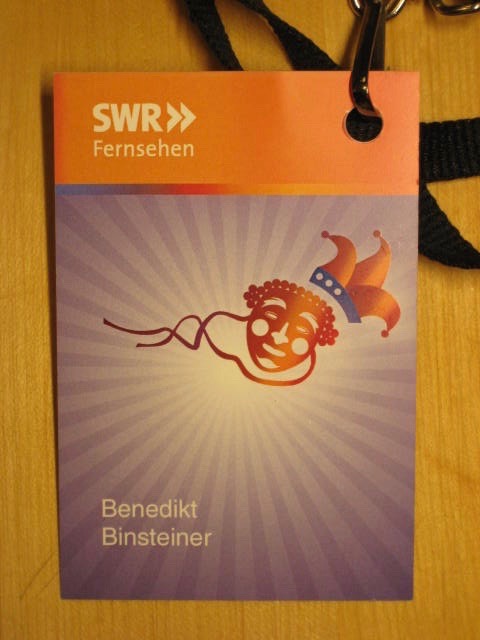 SWR»
Fernsehen
Benedikt
Binsteiner